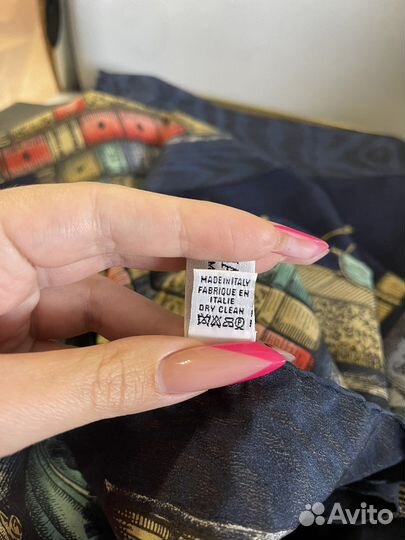 MADE IN ITALY
FABRIQUE EN
ITALIE
DRY CLEAN
Avito